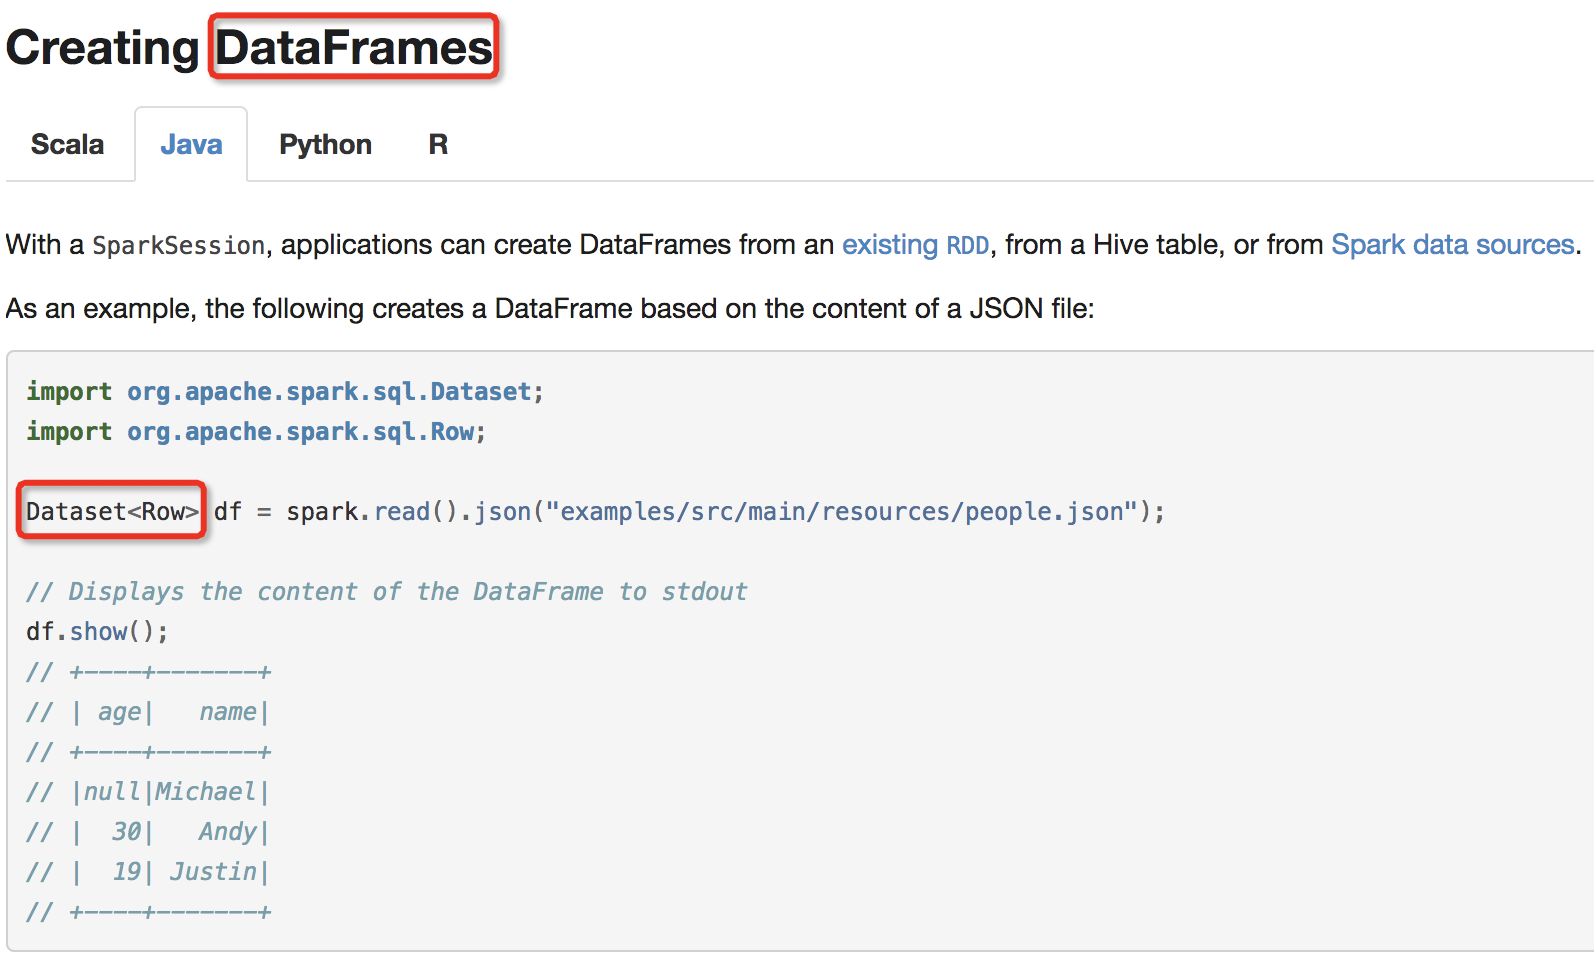 Creating DataFrames
Scala Java Python R
With a SparkSession, applications can create DataFrames from an existing RDD, from a Hive table, or from Spark data sources.
As an example, the following creates a DataFrame based on the content of a JSON file:
import org.apache.spark.sql.Dataset;
import org.apache.spark.sql.Row;
Dataset<Row> df = spark.read().json("examples/src/main/resources/people.json");
// Displays the content of the DataFrame to stdout
df.show();
// +----+-------+
// | age|   name|
// +----+-------+
// |null|Michael|
// |  30|   Andy|
// |  19| Justin|
// +----+-------+